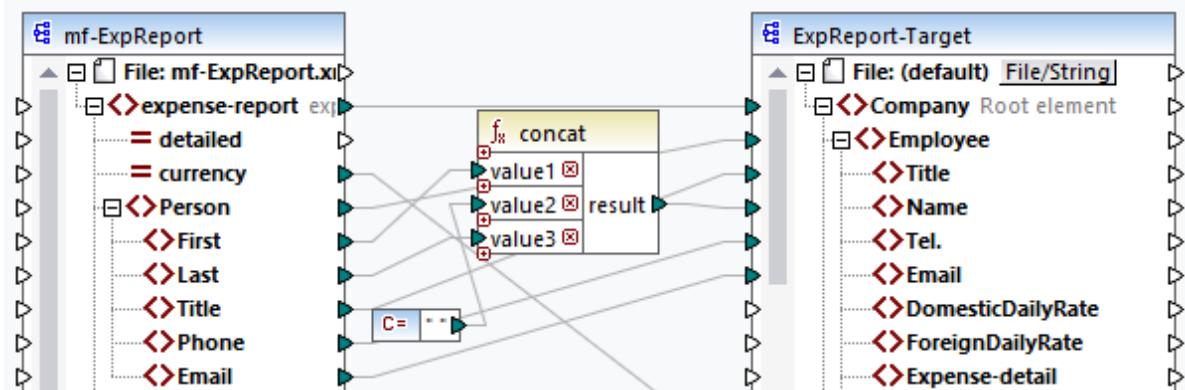 mf-ExpReport
File: mf-ExpReport.x
expense-report exp
detailed
currency
Person
First
Last
Title
Phone
Email
fx concat
value1
value2
value3
result
C= " "
ExpReport-Target
File: (default) File/String
Company Root element
Employee
Title
Name
Tel.
Email
DomesticDailyRate
ForeignDailyRate
Expense-detail